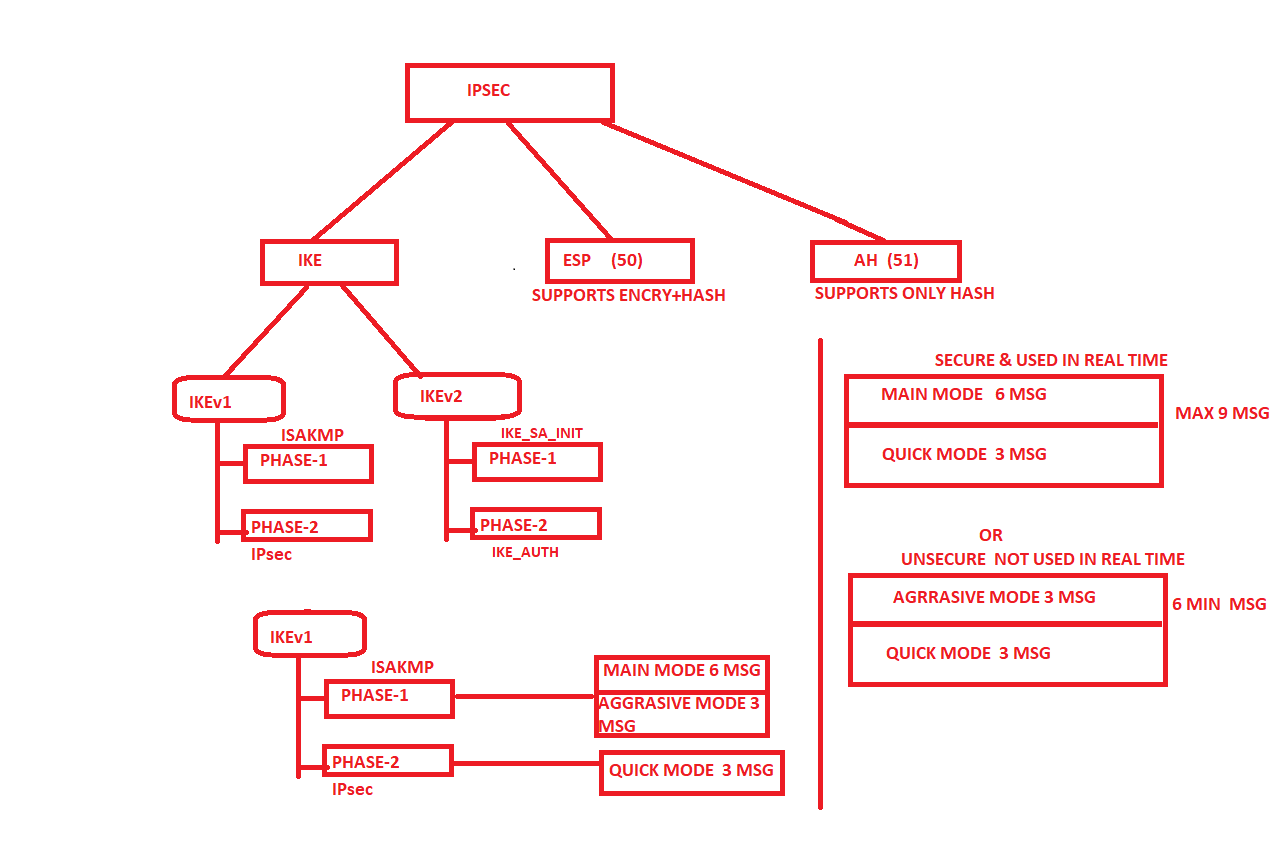 IPSEC
IKE
ESP (50)
AH (51)
SUPPORTS ENCRY+HASH
SUPPORTS ONLY HASH
IKEv1
IKEv2
ISAKMP
PHASE-1
PHASE-2
IPsec
IKE_SA_INIT
PHASE-1
PHASE-2
IKE_AUTH
SECURE & USED IN REAL TIME
MAIN MODE 6 MSG
MAX 9 MSG
QUICK MODE 3 MSG
OR
UNSECURE NOT USED IN REAL TIME
AGRRASIVE MODE 3 MSG
6 MIN MSG
QUICK MODE 3 MSG
IKEv1
ISAKMP
PHASE-1
MAIN MODE 6 MSG
AGGRASIVE MODE 3
MSG
PHASE-2
IPsec
QUICK MODE 3 MSG